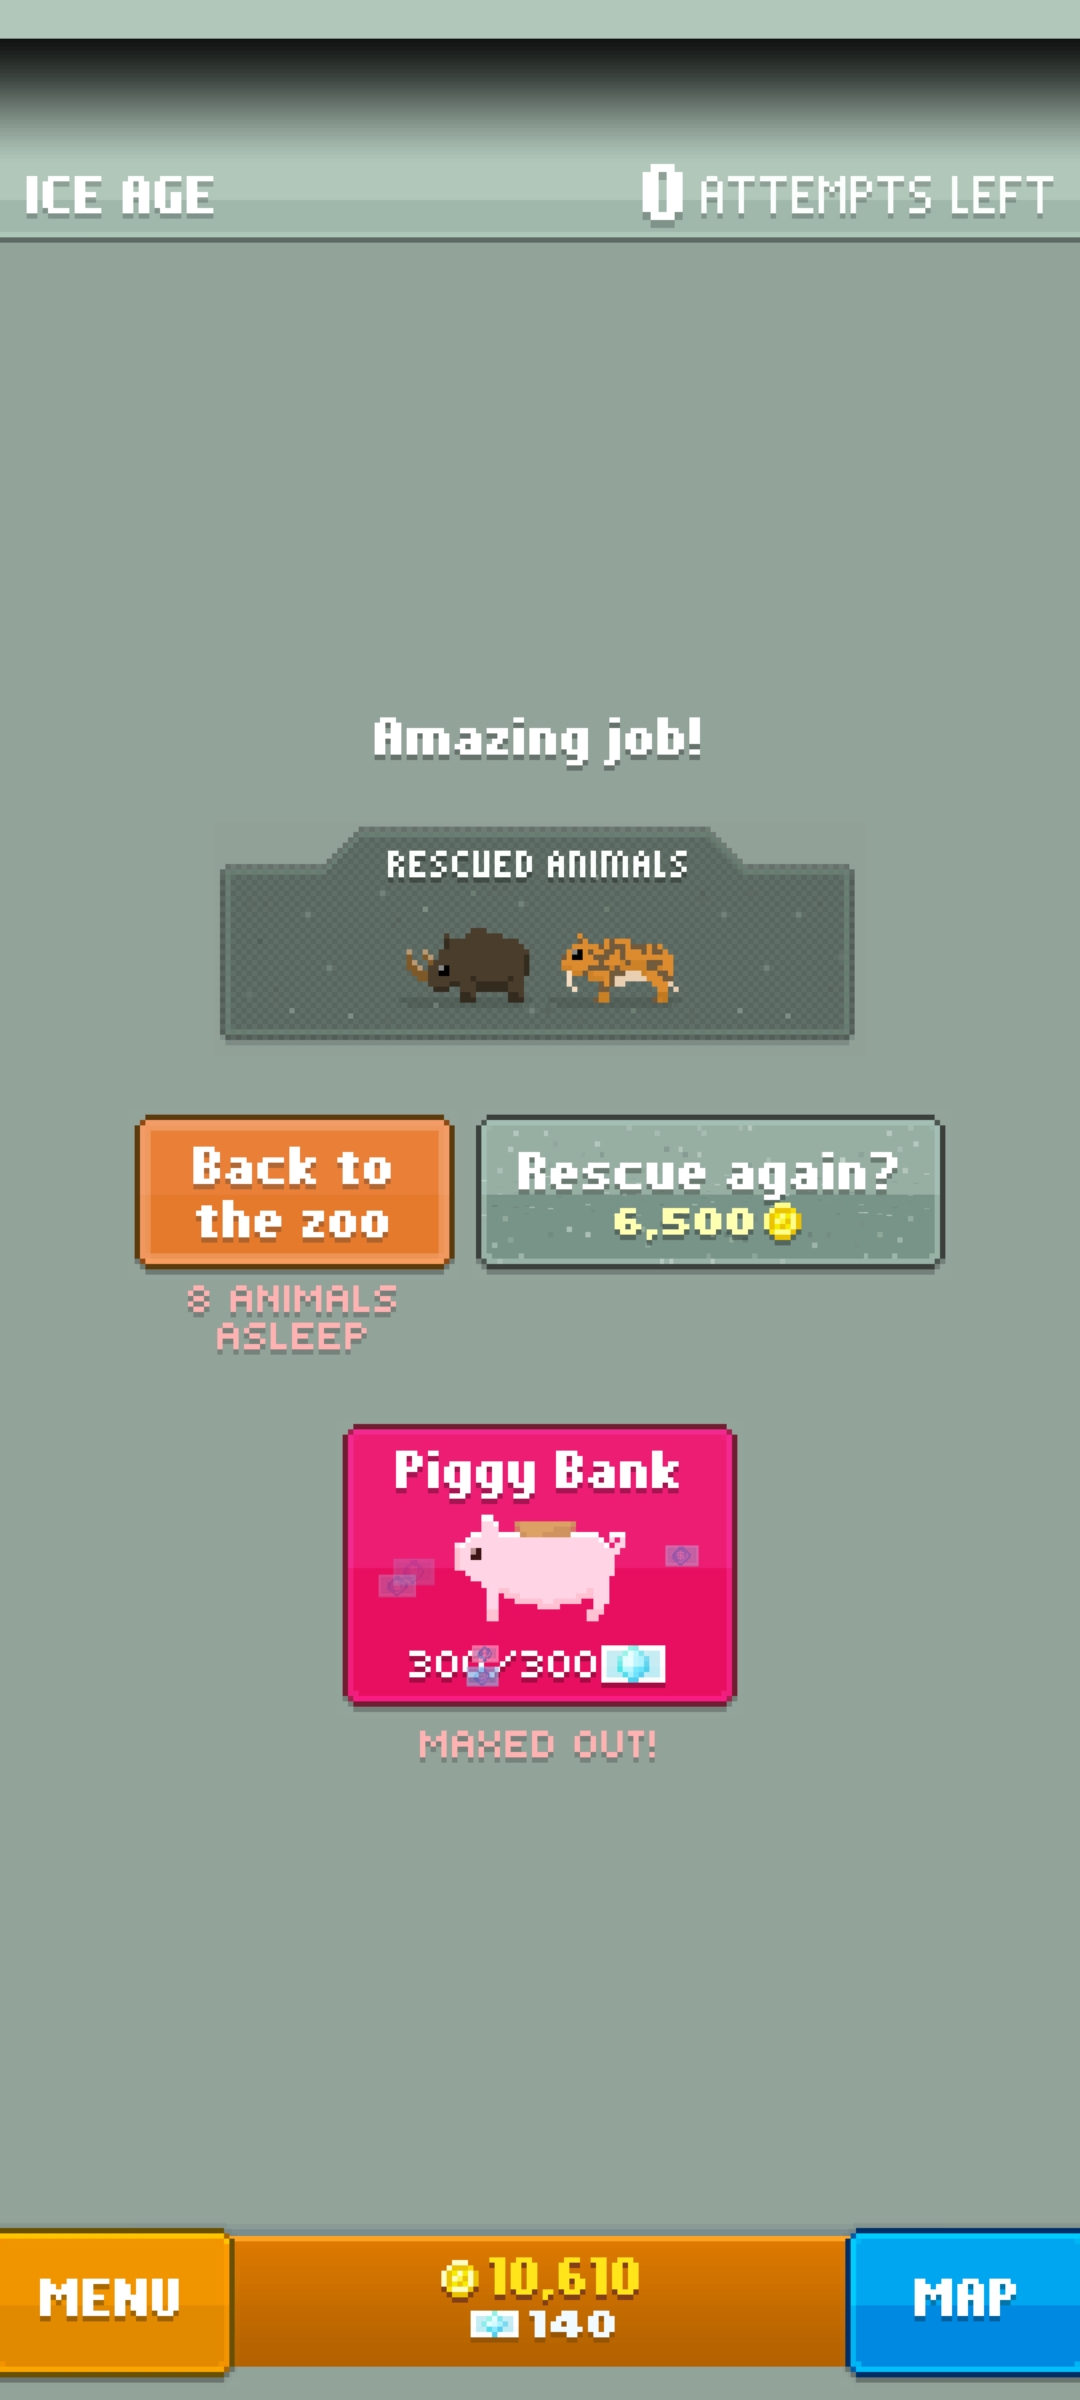 ICE AGE
0 ATTEMPTS LEFT
Amazing job!
RESCUED ANIMALS
Back to
the zoo
Rescue again?
6,500
8 ANIMALS
ASLEEP
Piggy Bank
300/300
MAXED OUT!
MENU
10,610
140
MAP